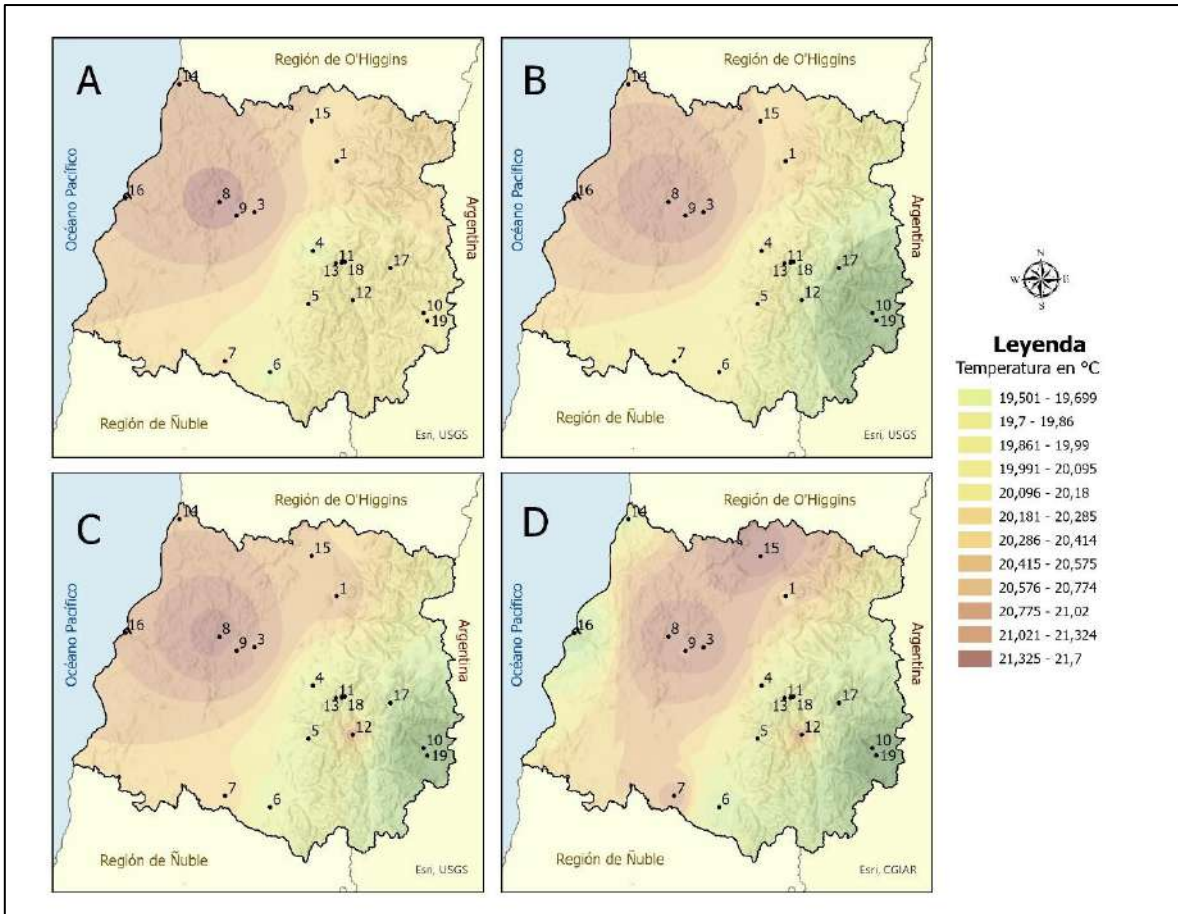 A
Región de O'Higgins
Océano Pacífico
Argentina
14
15
1
16
8
9
3
4
11
13
18
17
5
12
10
19
7
6
Región de Ñuble
Esri, USGS
B
Región de O'Higgins
Océano Pacífico
Argentina
14
15
1
16
8
9
3
4
11
13
18
17
5
12
10
19
7
6
Región de Ñuble
Esri, USGS
C
Región de O'Higgins
Océano Pacífico
Argentina
14
15
1
16
8
9
3
4
11
13
18
17
5
12
10
19
7
6
Región de Ñuble
Esri, USGS
D
Región de O'Higgins
Océano Pacífico
Argentina
14
15
1
16
8
9
3
4
11
13
18
17
5
12
10
19
7
6
Región de Ñuble
Esri, CGIAR
N
W
E
S
Leyenda
Temperatura en °C
19,501 - 19,699
19,7 - 19,86
19,861 - 19,99
19,991 - 20,095
20,096 - 20,18
20,181 - 20,285
20,286 - 20,414
20,415 - 20,575
20,576 - 20,774
20,775 - 21,02
21,021 - 21,324
21,325 - 21,7